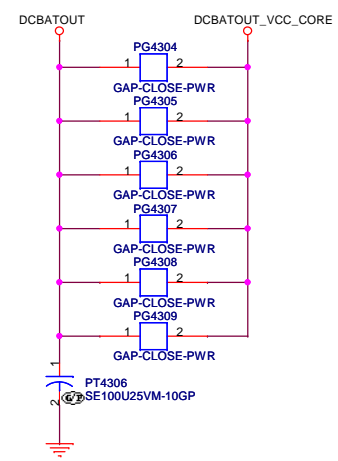 DCBATOUT
DCBATOUT_VCC_CORE
PG4304
1 2
GAP-CLOSE-PWR
PG4305
1 2
GAP-CLOSE-PWR
PG4306
1 2
GAP-CLOSE-PWR
PG4307
1 2
GAP-CLOSE-PWR
PG4308
1 2
GAP-CLOSE-PWR
PG4309
1 2
GAP-CLOSE-PWR
1
PT4306
2
G/P
SE100U25VM-10GP